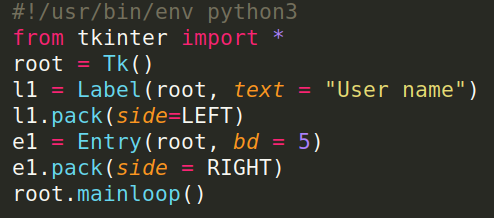 #!/usr/bin/env python3
from tkinter import *
root = Tk()
l1 = Label(root, text = "User name")
l1.pack(side=LEFT)
e1 = Entry(root, bd = 5)
e1.pack(side = RIGHT)
root.mainloop()